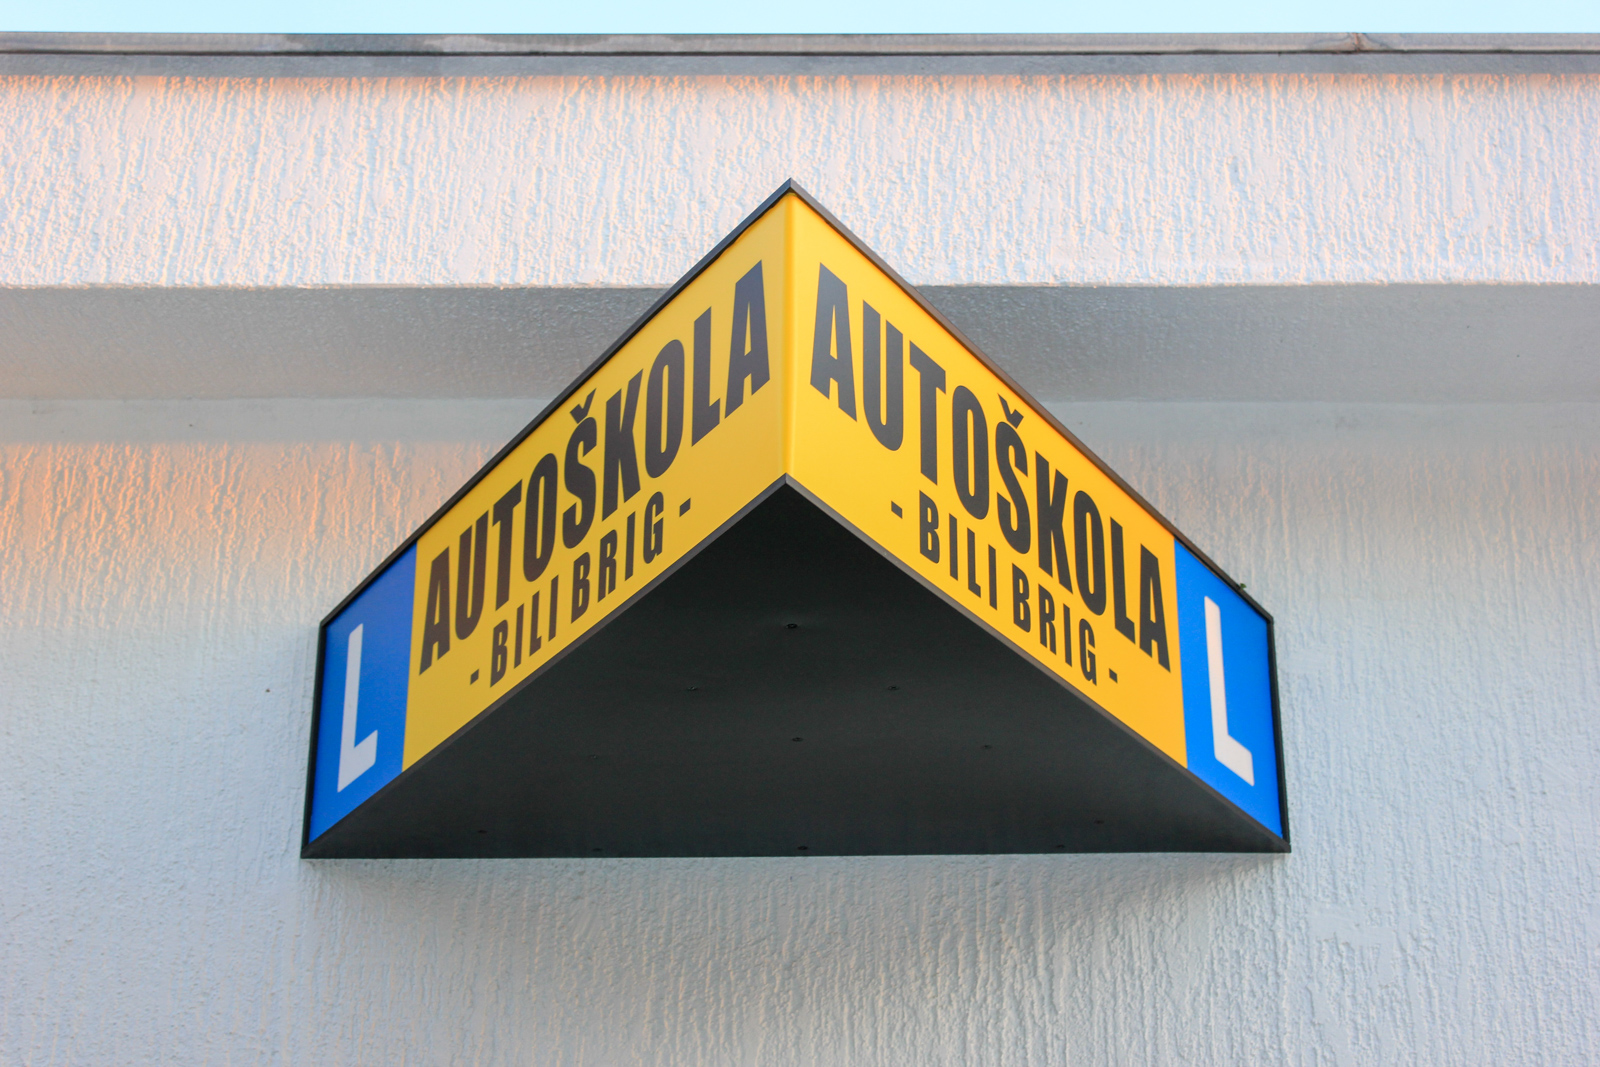 AUTOŠKOLA
- BILI BRIG -
L
AUTOŠKOLA
- BILI BRIG -
L